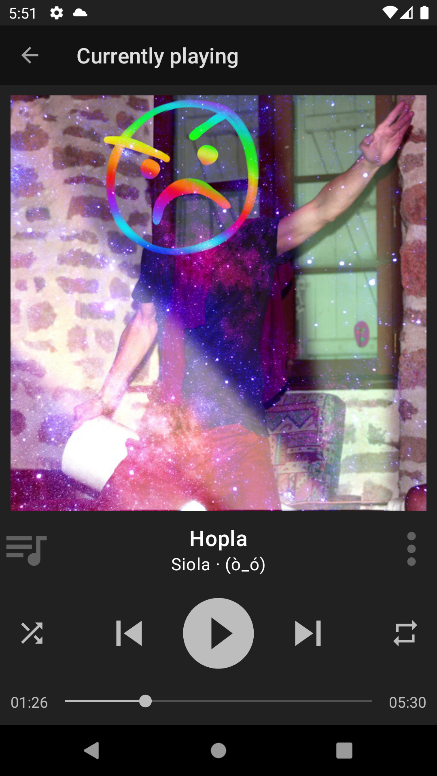 5:51
Currently playing
Hopla
Siola · (ò_ó)
01:26
05:30